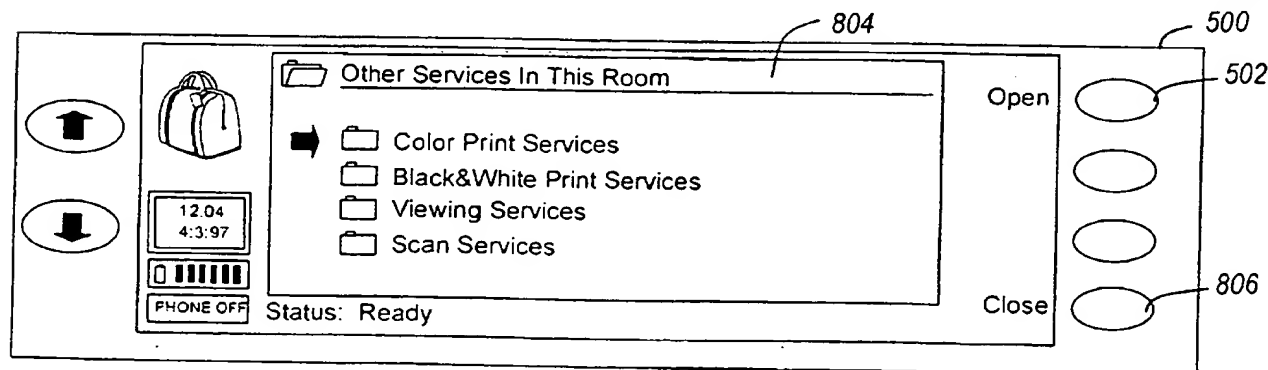 804
500
Other Services In This Room
Open
502
Color Print Services
Black&White Print Services
12.04
4:3:97
Viewing Services
Scan Services
PHONE OFF
Status: Ready
Close
806